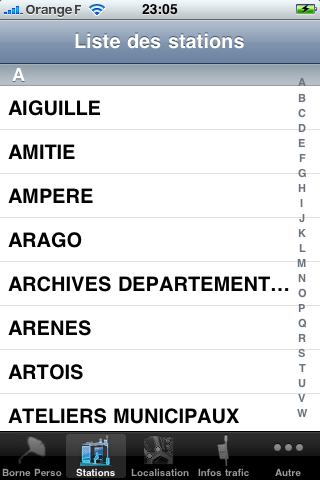 Orange F 23:05
Liste des stations
A
AIGUILLE
AMITIE
AMPERE
ARAGO
ARCHIVES DEPARTEMENT...
ARENES
ARTOIS
ATELIERS MUNICIPAUX
A
B
C
D
E
F
G
H
I
J
K
L
M
N
O
P
Q
R
S
T
U
V
W
Borne Perso Stations Localisation Infos trafic Autre